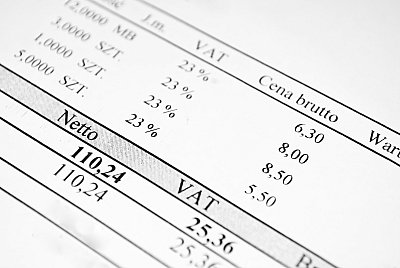 J.m. VAT Cena brutto Wart
12,0000 MB 23% 6,30
3,0000 SZT. 23% 8,00
1,0000 SZT. 23% 8,50
5,0000 SZT. 23% 5,50
Netto VAT B
110,24 25,36
110,24 25,36